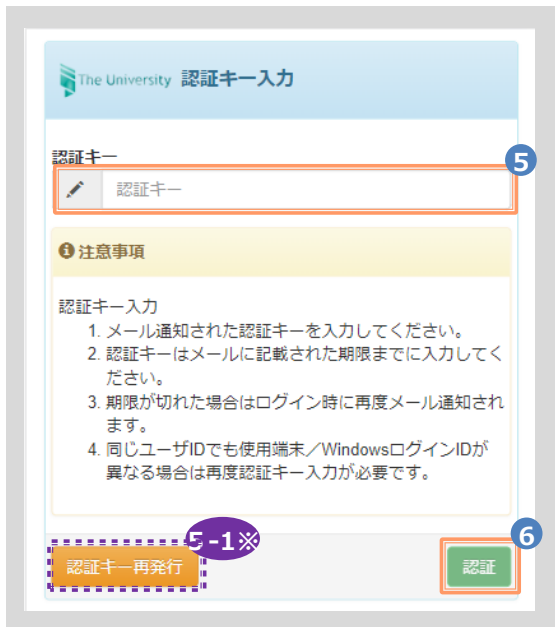 The University 認証キー入力
認証キー
5
認証キー
注意事項
認証キー入力
1. メール通知された認証キーを入力してください。
2. 認証キーはメールに記載された期限までに入力してく
ださい。
3. 期限が切れた場合はログイン時に再度メール通知され
ます。
4. 同じユーザIDでも使用端末／WindowsログインIDが
異なる場合は再度認証キー入力が必要です。
5-1※
6
認証キー再発行
認証